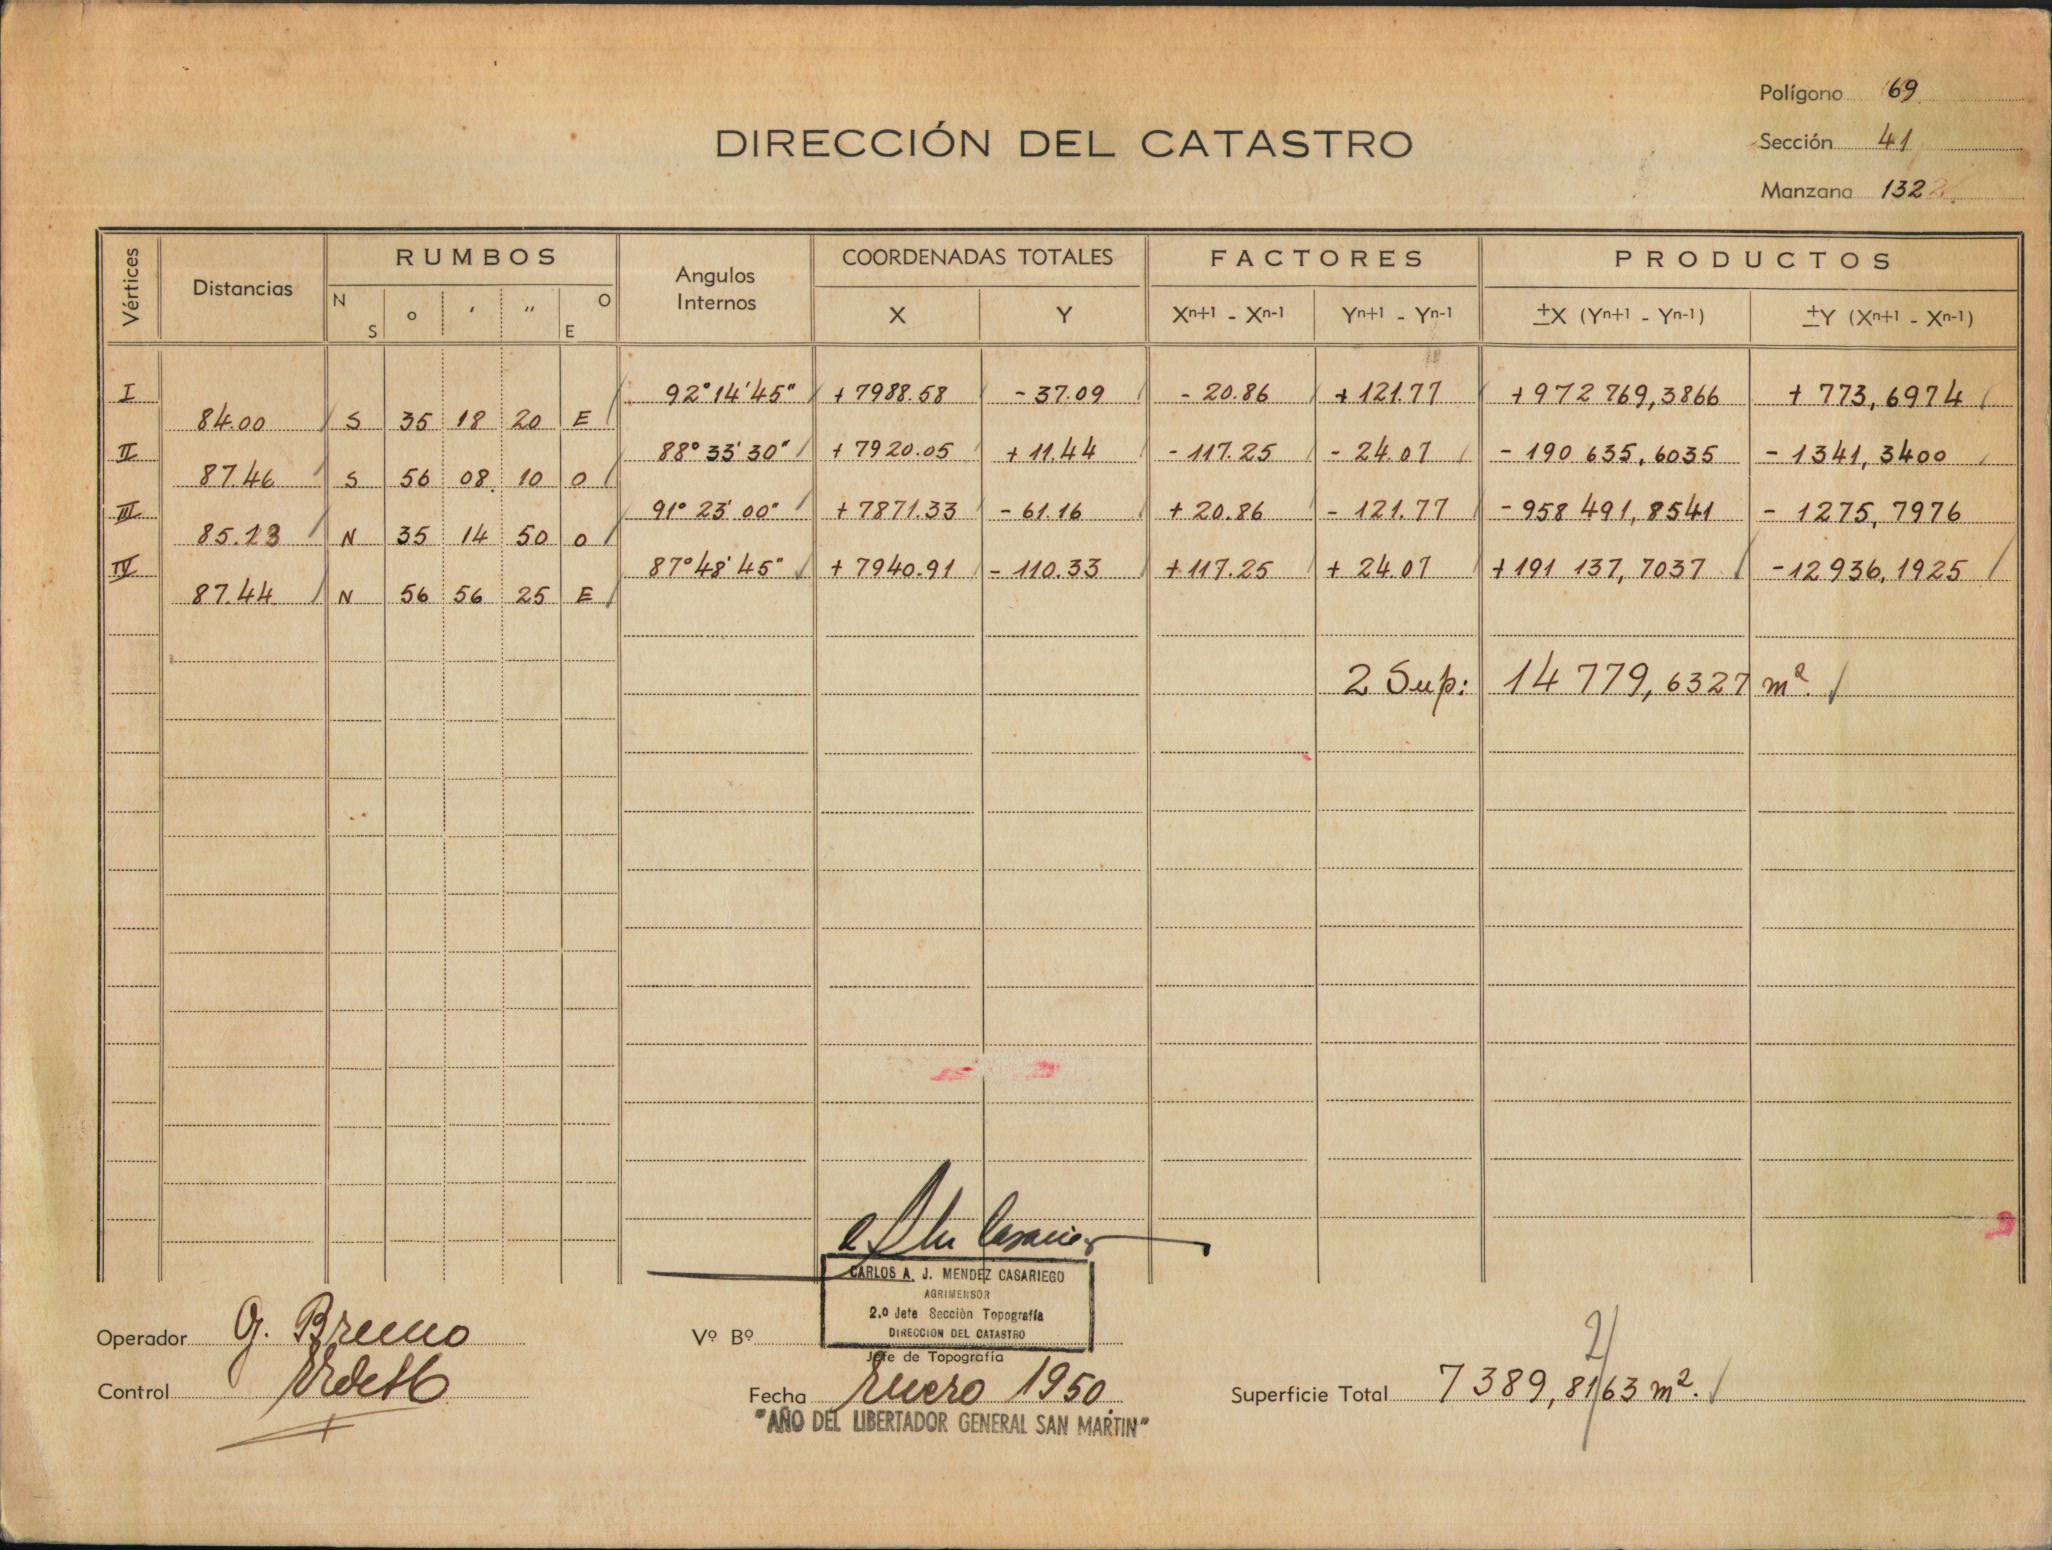 Polígono 69
DIRECCIÓN DEL CATASTRO
Sección 41
Manzana 132
Vértices Distancias RUMBOS Angulos Internos COORDENADAS TOTALES FACTORES PRODUCTOS
N S o ' " O E X Y Xn+1 - Xn-1 Yn+1 - Yn-1 ±X (Yn+1 - Yn-1) ±Y (Xn+1 - Xn-1)
I 92°14'45" +7988.58 -37.09 -20.86 +121.77 +972 769,3866 +773,6974
84.00 S 35 18 20 E
II 88°33'30" +7920.05 +11.44 -117.25 -24.07 -190 635,6035 -1341,3400
87.46 S 56 08 10 O
III 91°23'00" +7871.33 -61.16 +20.86 -121.77 -958 491,8541 -1275,7976
85.23 N 35 14 50 O
IV 87°48'45" +7940.91 -110.33 +117.25 +24.07 +191 137,7037 -12936,1925
87.44 N 56 56 25 E
2 Sup: 14 779,6327 m².
CARLOS A. J. MENDEZ CASARIEGO
AGRIMENSOR
2.º Jefe Sección Topografía
DIRECCION DEL CATASTRO
Operador G. Bruno Vº Bº
Jefe de Topografía
Control Fecha Enero 1950 Superficie Total 7389,8163 m².
2
"AÑO DEL LIBERTADOR GENERAL SAN MARTIN"